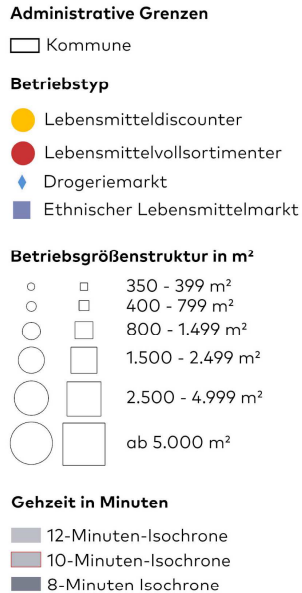 Administrative Grenzen
Kommune
Betriebstyp
Lebensmitteldiscounter
Lebensmittelvollsortimenter
Drogeriemarkt
Ethnischer Lebensmittelmarkt
Betriebsgrößenstruktur in m²
350 - 399 m²
400 - 799 m²
800 - 1.499 m²
1.500 - 2.499 m²
2.500 - 4.999 m²
ab 5.000 m²
Gehzeit in Minuten
12-Minuten-Isochrone
10-Minuten-Isochrone
8-Minuten Isochrone